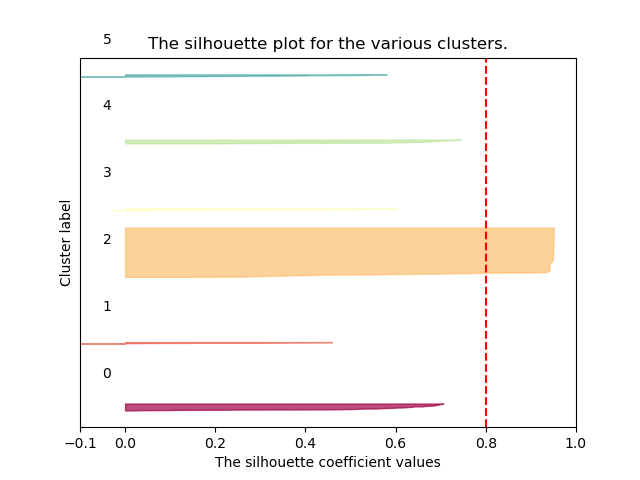 The silhouette plot for the various clusters.
5
4
3
2
1
0
Cluster label
−0.1 0.0 0.2 0.4 0.6 0.8 1.0
The silhouette coefficient values